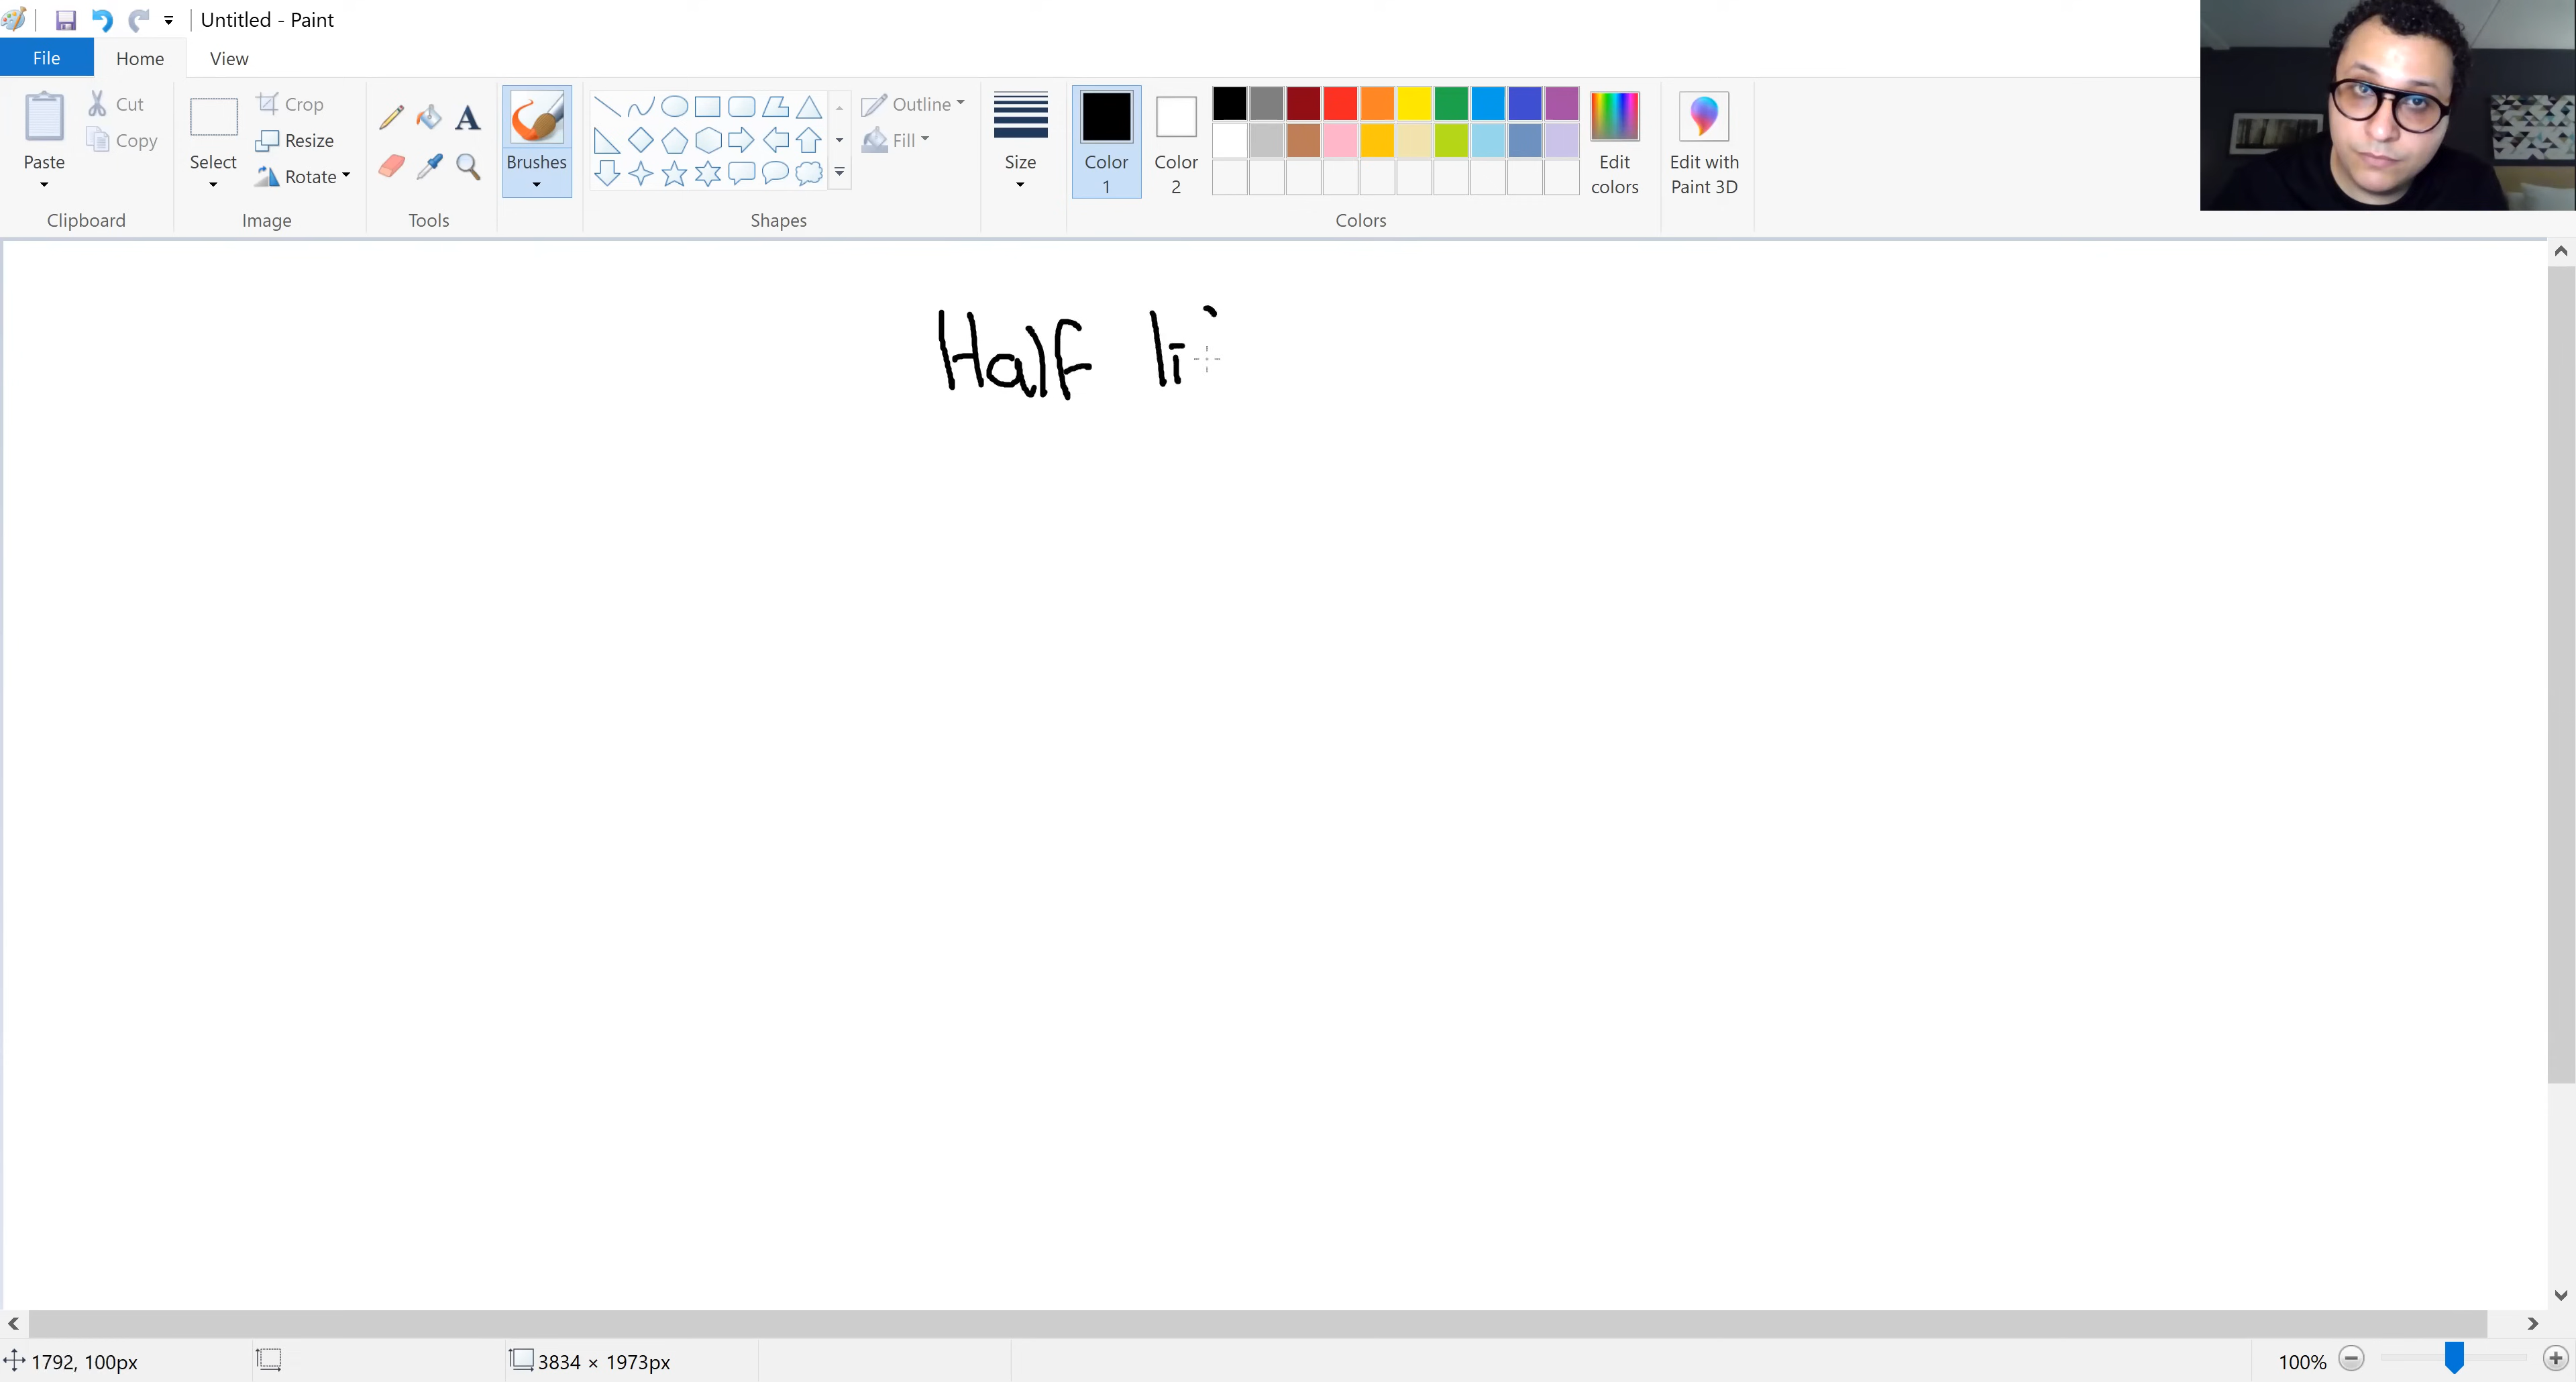 Untitled - Paint
File Home View
Paste
Cut
Copy
Clipboard
Select
Crop
Resize
Rotate
Image
A
Tools
Brushes
Shapes
Outline
Fill
Size
Color 1
Color 2
Colors
Edit colors
Edit with Paint 3D
Half li
1792, 100px 3834 × 1973px 100%